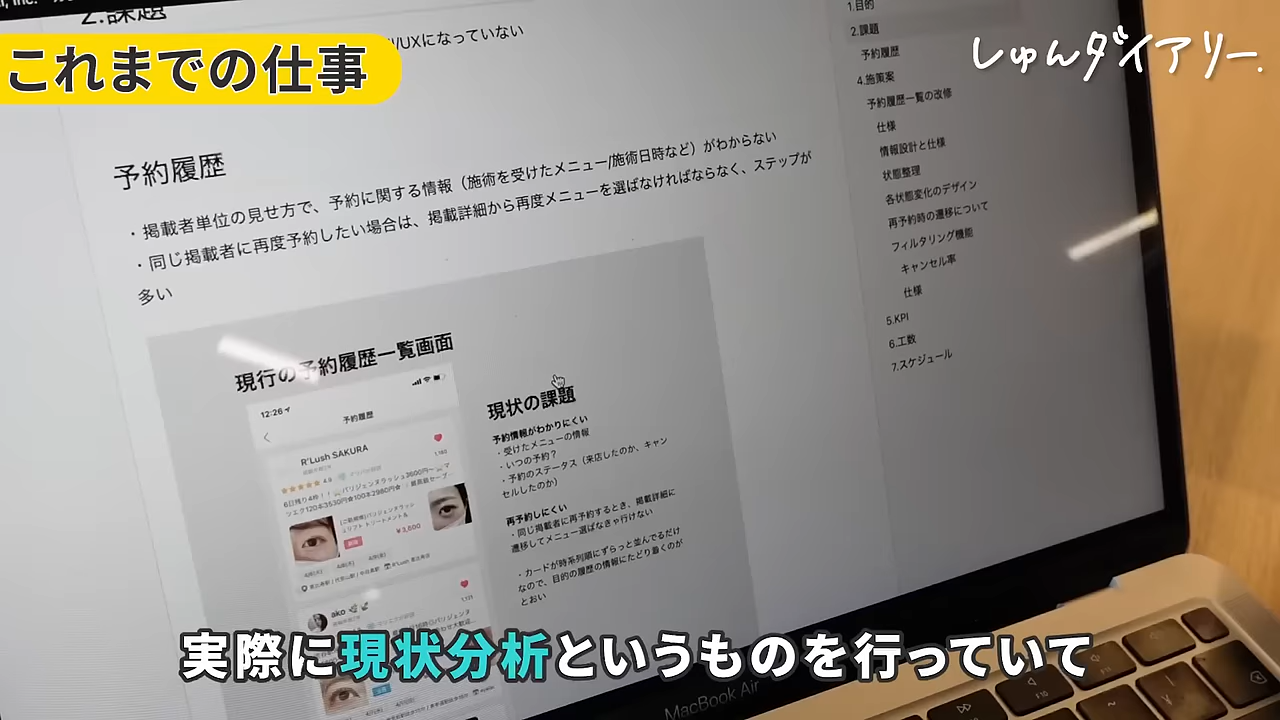 2.課題
I/UXになっていない
これまでの仕事
しゅんダイアリー.
予約履歴
・掲載者単位の見せ方で、予約に関する情報（施術を受けたメニュー/施術日時など）がわからない
・同じ掲載者に再度予約したい場合は、掲載詳細から再度メニューを選ばなければならなく、ステップが
多い
現行の予約履歴一覧画面
12:26
予約履歴
R'Lush SAKURA
4.8
1,182
¥3,600
ako
1,121
現状の課題
予約情報がわかりにくい
・受けたメニューの情報
・いつの予約？
・予約のステータス（来店したのか、キャン
セルしたのか）
再予約しにくい
・同じ掲載者に再予約するとき、掲載詳細に
遷移してメニュー選ばなきゃ行けない
・カードが時系列順にずらっと並んでるだけ
なので、目的の履歴の情報にたどり着くのが
とおい
1.目的
2.課題
予約履歴
4.施策案
予約履歴一覧の改修
仕様
情報設計と仕様
状態整理
各状態変化のデザイン
再予約時の遷移について
フィルタリング機能
キャンセル率
仕様
5.KPI
6.工数
7.スケジュール
実際に現状分析というものを行っていて
MacBook Air
F10